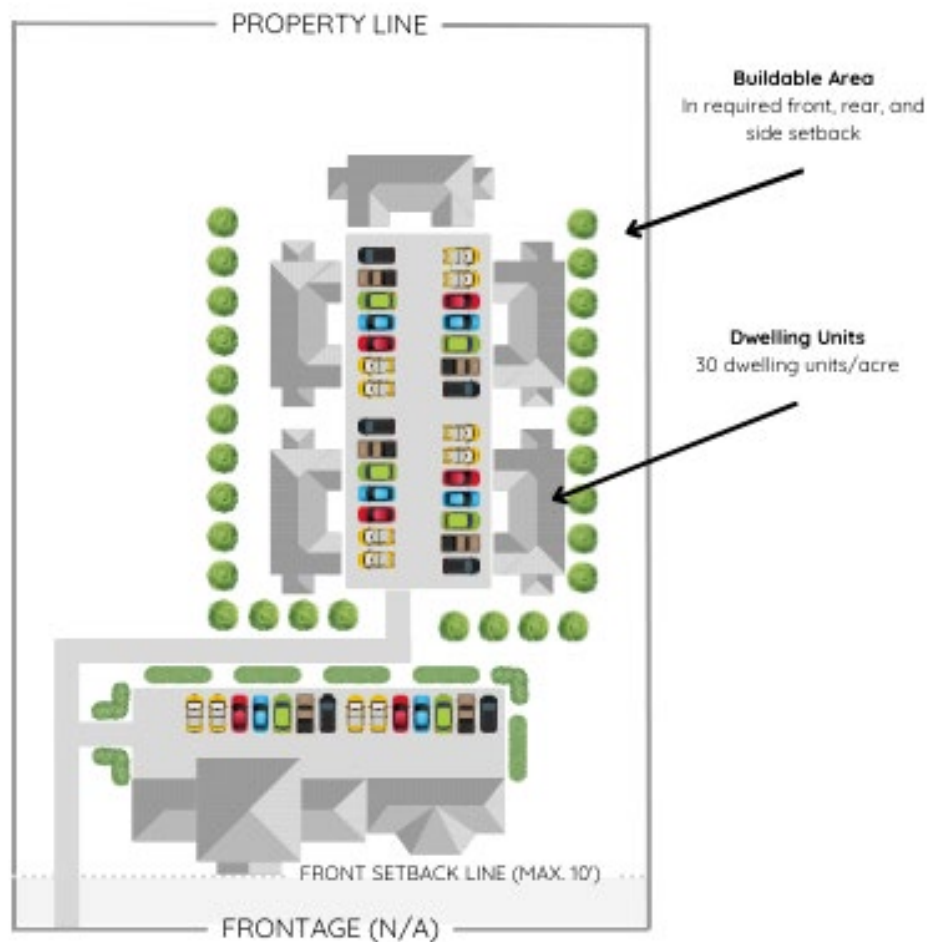 PROPERTY LINE
Buildable Area
In required front, rear, and
side setback
Dwelling Units
30 dwelling units/acre
FRONT SETBACK LINE (MAX. 10')
FRONTAGE (N/A)